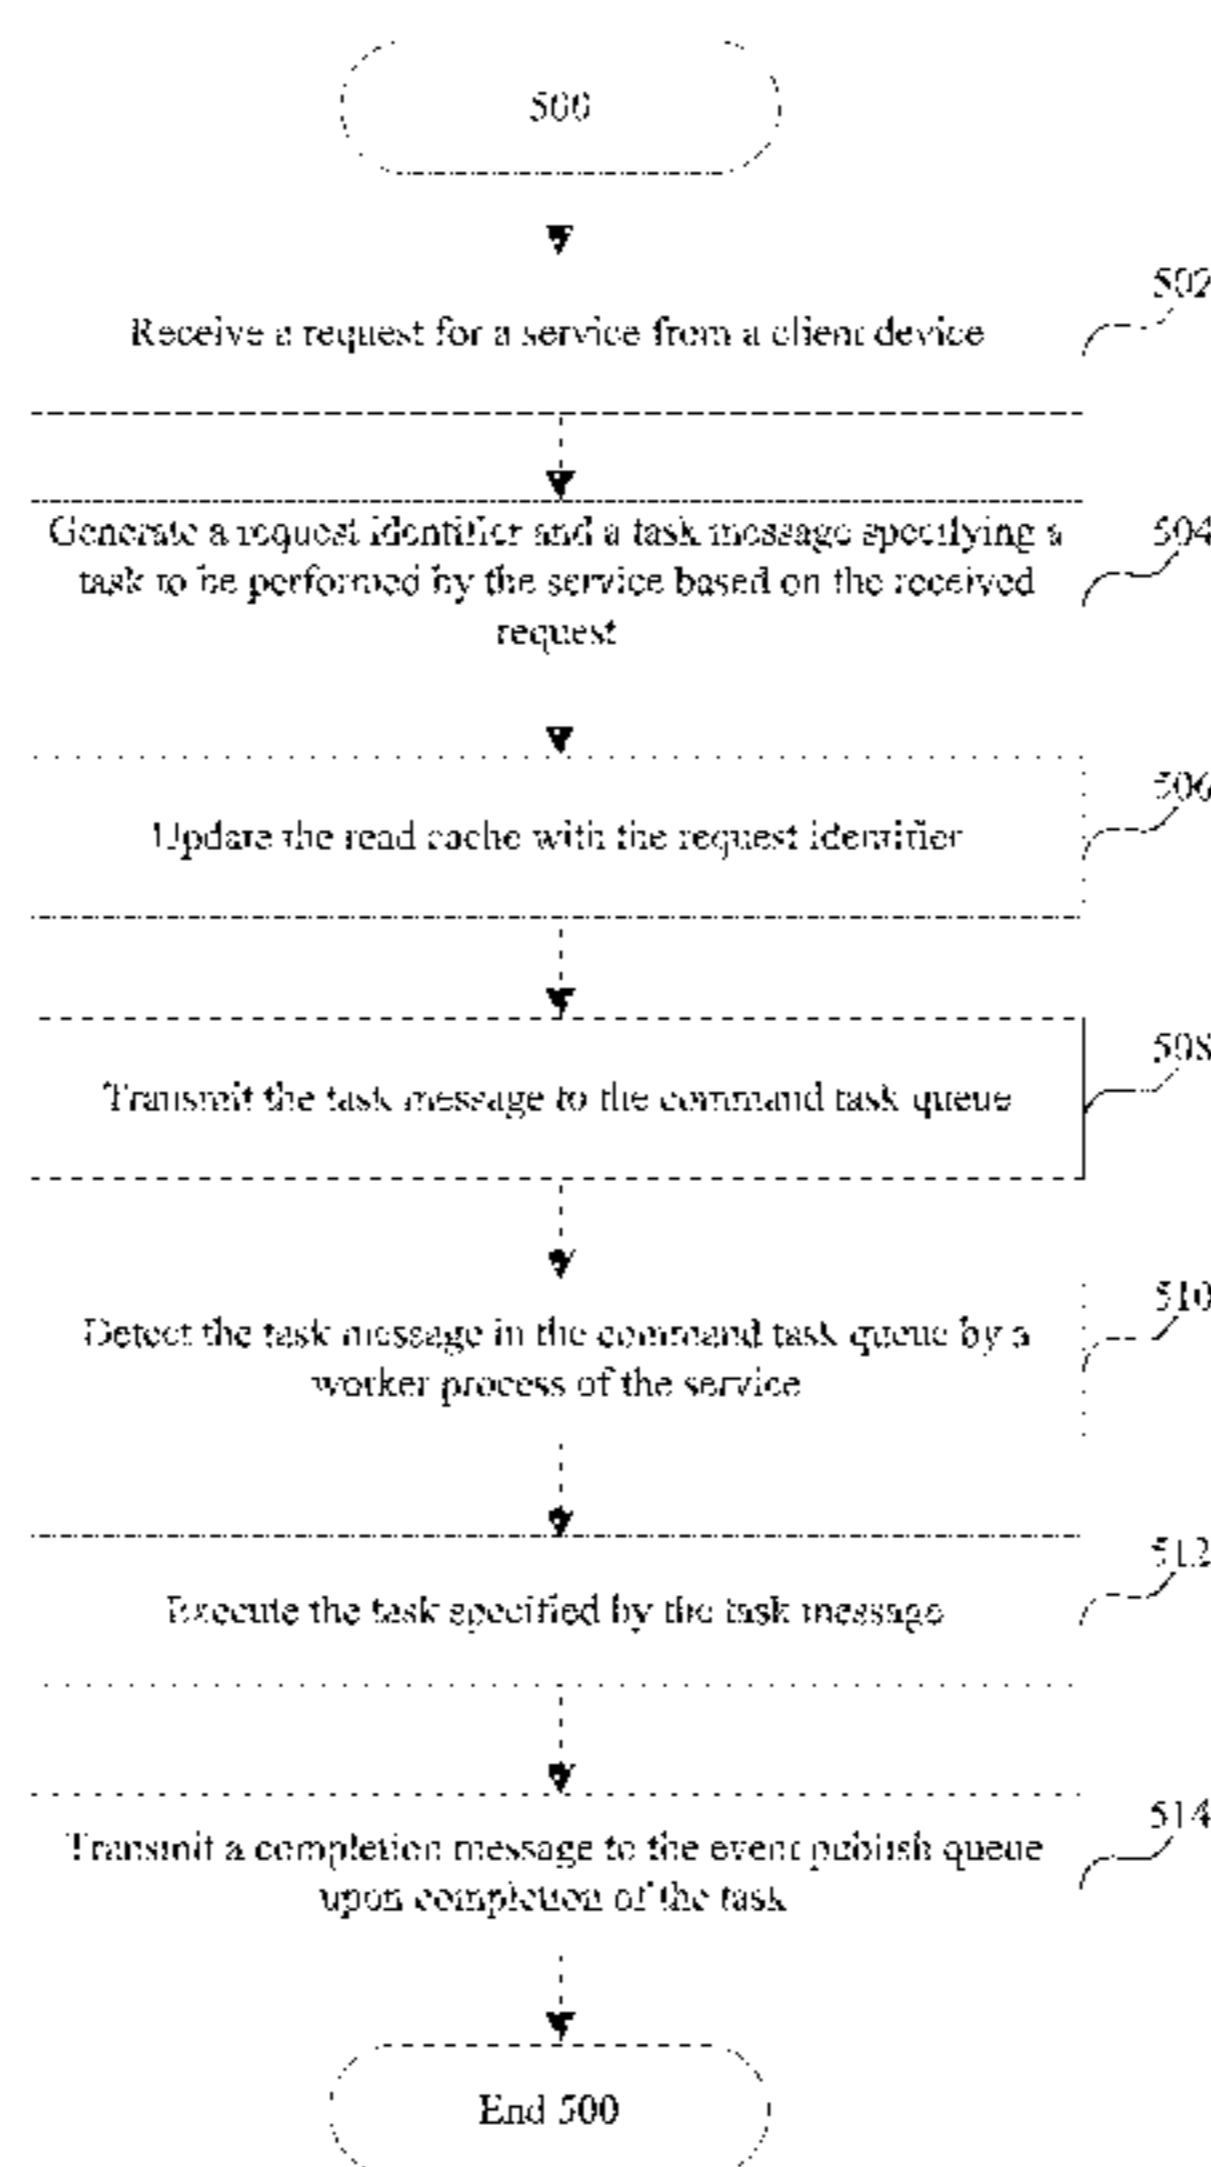 500
502
Receive a request for a service from a client device
504
Generate a request identifier and a task message specifying a
task to be performed by the service based on the received
request
506
Update the read cache with the request identifier
508
Transmit the task message to the command task queue
510
Detect the task message in the command task queue by a
worker process of the service
512
Execute the task specified by the task message
514
Transmit a completion message to the event publish queue
upon completion of the task
End 500